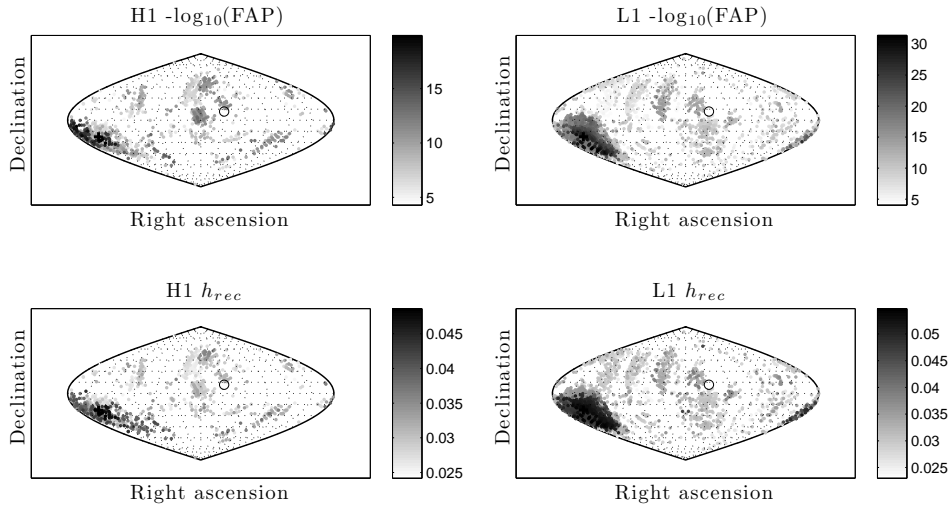 H1 -log₁₀(FAP)
Declination
Right ascension
15
10
5
L1 -log₁₀(FAP)
Declination
Right ascension
30
25
20
15
10
5
H1 h_rec
Declination
Right ascension
0.045
0.04
0.035
0.03
0.025
L1 h_rec
Declination
Right ascension
0.05
0.045
0.04
0.035
0.03
0.025